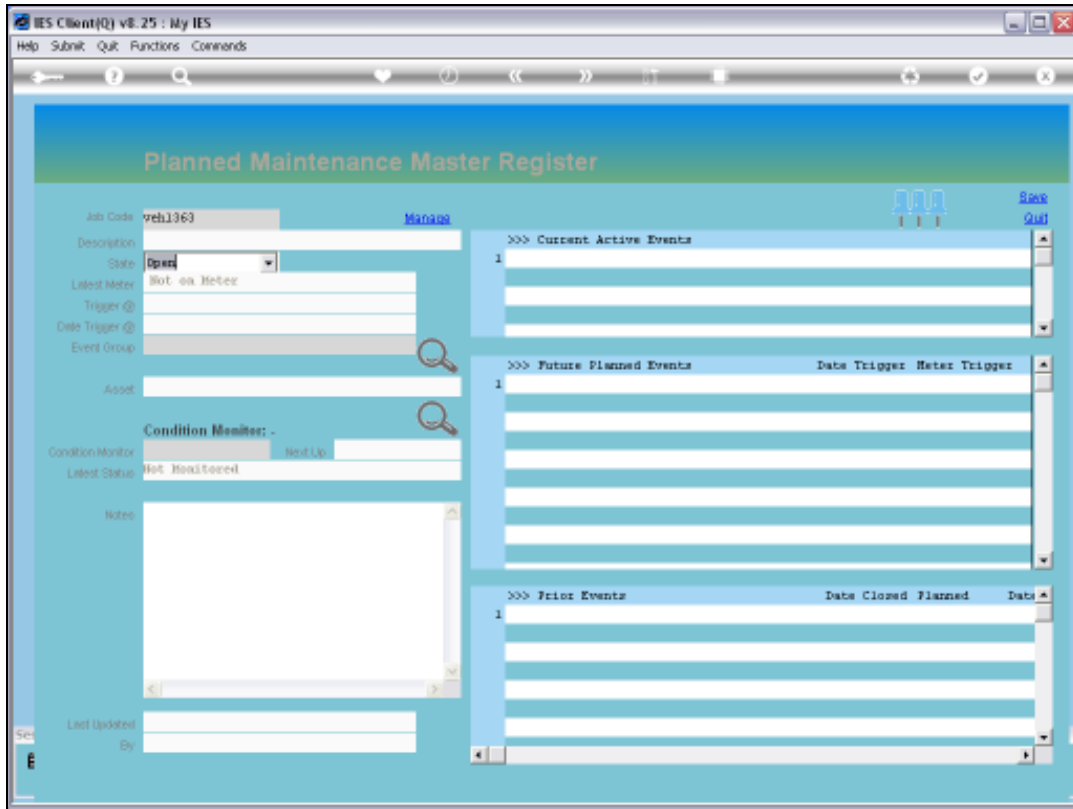 IES Client(Q) v8.25 : My IES
Help Submit Quit Functions Commands
Planned Maintenance Master Register
Save
Job Code veh1363 Manage Quit
Description
State Open
Latest Meter Not on Meter
Trigger @
Date Trigger @
Event Group
Asset
Condition Monitor: -
Condition Monitor Next Up
Latest Status Not Monitored
Notes
Last Updated
By
>>> Current Active Events
1
>>> Future Planned Events Date Trigger Meter Trigger
1
>>> Prior Events Date Closed Planned Date
1